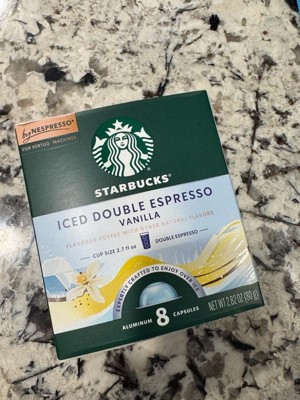 by NESPRESSO®
FOR VERTUO MACHINES
STARBUCKS®
ICED DOUBLE ESPRESSO
VANILLA
FLAVORED COFFEE WITH OTHER NATURAL FLAVORS
CUP SIZE 2.7 fl oz DOUBLE ESPRESSO
EXPERTLY CRAFTED TO ENJOY OVER ICE
ALUMINUM 8 CAPSULES
NET WT 2.82 OZ (80 g)